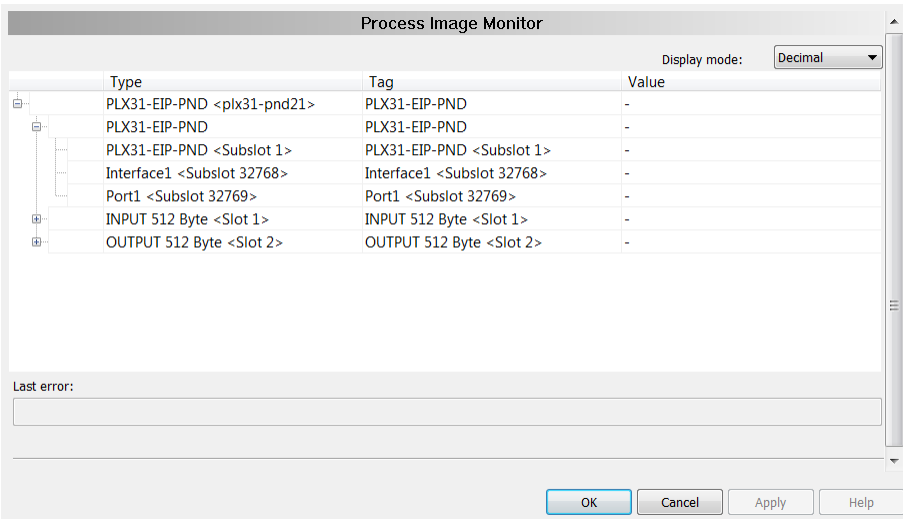 Process Image Monitor
Display mode: Decimal
Type Tag Value
PLX31-EIP-PND <plx31-pnd21> PLX31-EIP-PND -
PLX31-EIP-PND PLX31-EIP-PND -
PLX31-EIP-PND <Subslot 1> PLX31-EIP-PND <Subslot 1> -
Interface1 <Subslot 32768> Interface1 <Subslot 32768> -
Port1 <Subslot 32769> Port1 <Subslot 32769> -
INPUT 512 Byte <Slot 1> INPUT 512 Byte <Slot 1> -
OUTPUT 512 Byte <Slot 2> OUTPUT 512 Byte <Slot 2> -
Last error:
OK Cancel Apply Help